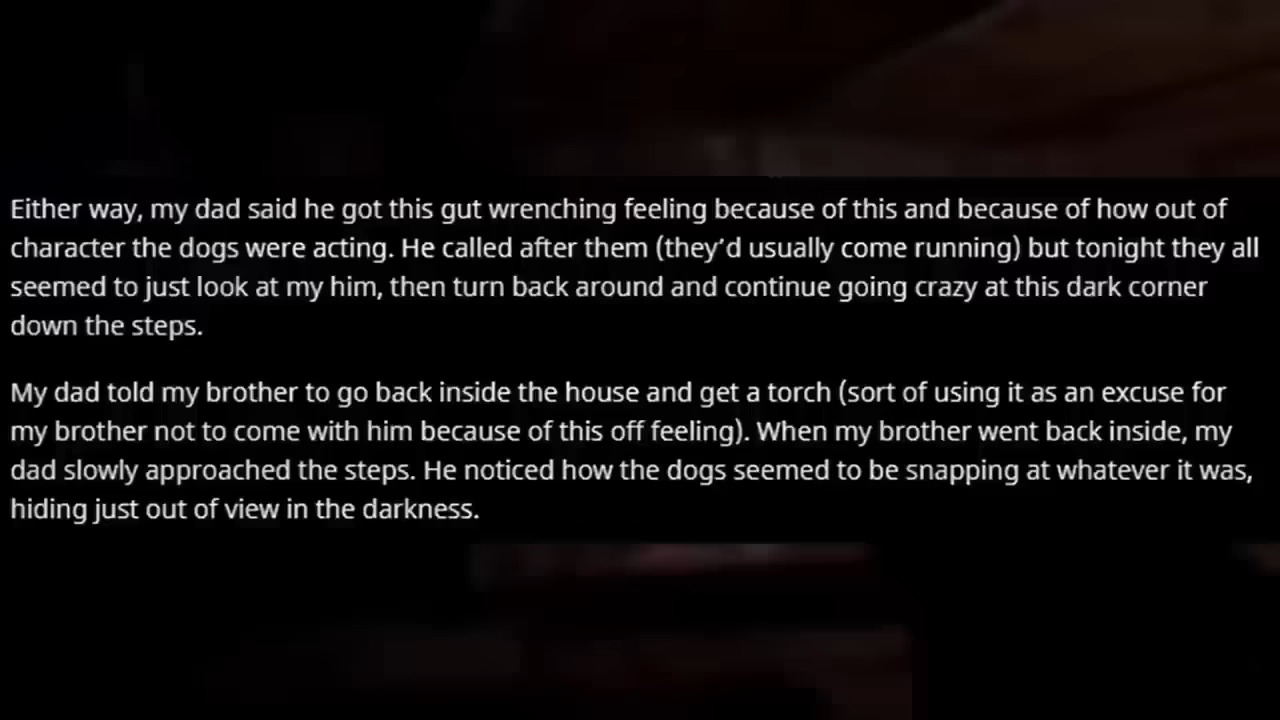 Either way, my dad said he got this gut wrenching feeling because of this and because of how out of
character the dogs were acting. He called after them (they’d usually come running) but tonight they all
seemed to just look at my him, then turn back around and continue going crazy at this dark corner
down the steps.
My dad told my brother to go back inside the house and get a torch (sort of using it as an excuse for
my brother not to come with him because of this off feeling). When my brother went back inside, my
dad slowly approached the steps. He noticed how the dogs seemed to be snapping at whatever it was,
hiding just out of view in the darkness.